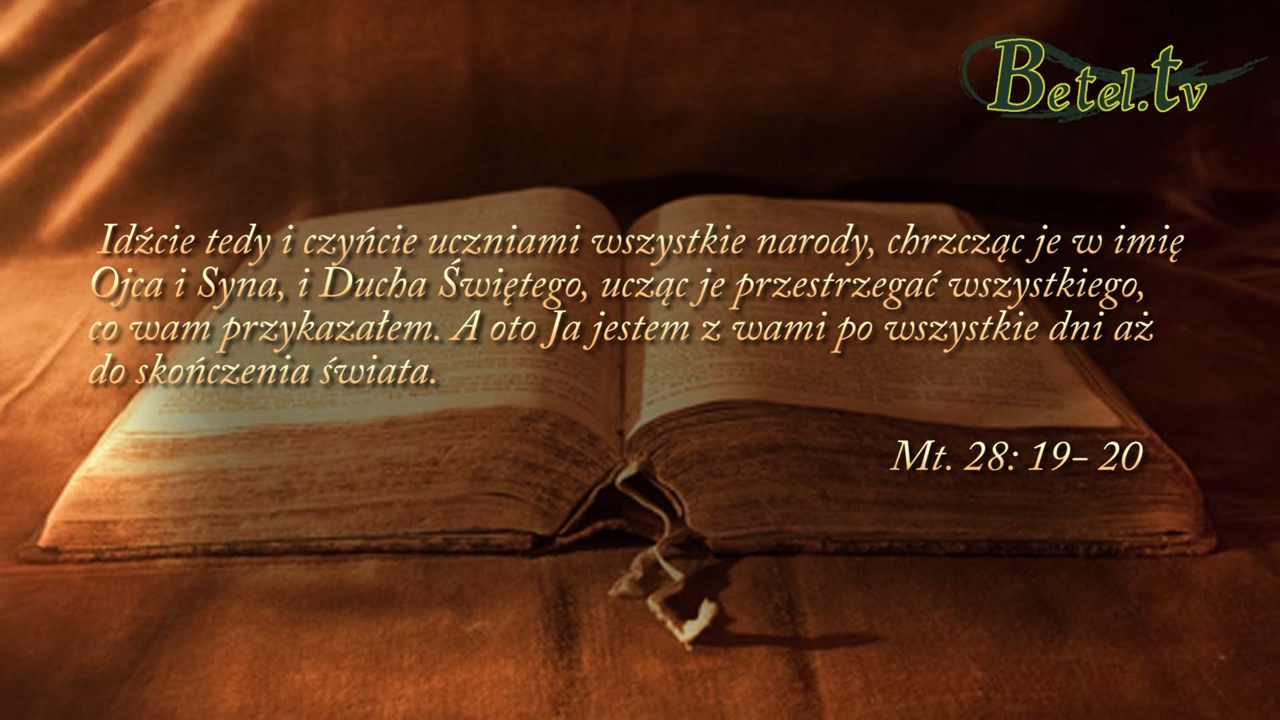 Betel.tv
Idźcie tedy i czyńcie uczniami wszystkie narody, chrzcząc je w imię
Ojca i Syna, i Ducha Świętego, ucząc je przestrzegać wszystkiego,
co wam przykazałem. A oto Ja jestem z wami po wszystkie dni aż
do skończenia świata.
Mt. 28: 19- 20